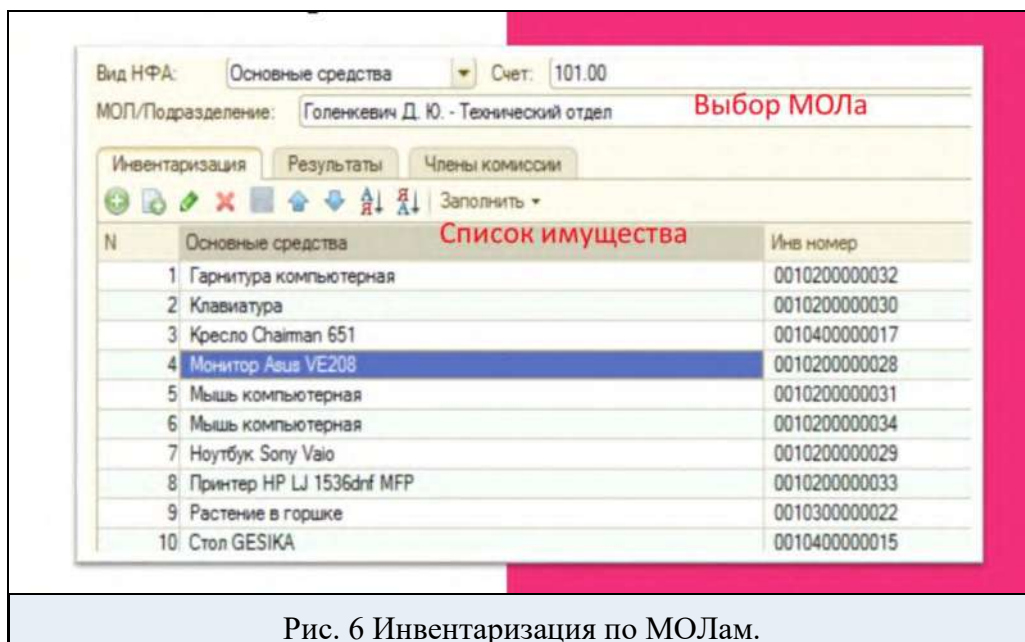 Вид НФА: Основные средства Счет: 101.00
МОЛ/Подразделение: Голенкевич Д. Ю. - Технический отдел Выбор МОЛа
Инвентаризация Результаты Члены комиссии
Заполнить
Список имущества
N Основные средства Инв номер
1 Гарнитура компьютерная 0010200000032
2 Клавиатура 0010200000030
3 Кресло Chairman 651 0010400000017
4 Монитор Asus VE208 0010200000028
5 Мышь компьютерная 0010200000031
6 Мышь компьютерная 0010200000034
7 Ноутбук Sony Vaio 0010200000029
8 Принтер HP LJ 1536dnf MFP 0010200000033
9 Растение в горшке 0010300000022
10 Стол GESIKA 0010400000015
Рис. 6 Инвентаризация по МОЛам.